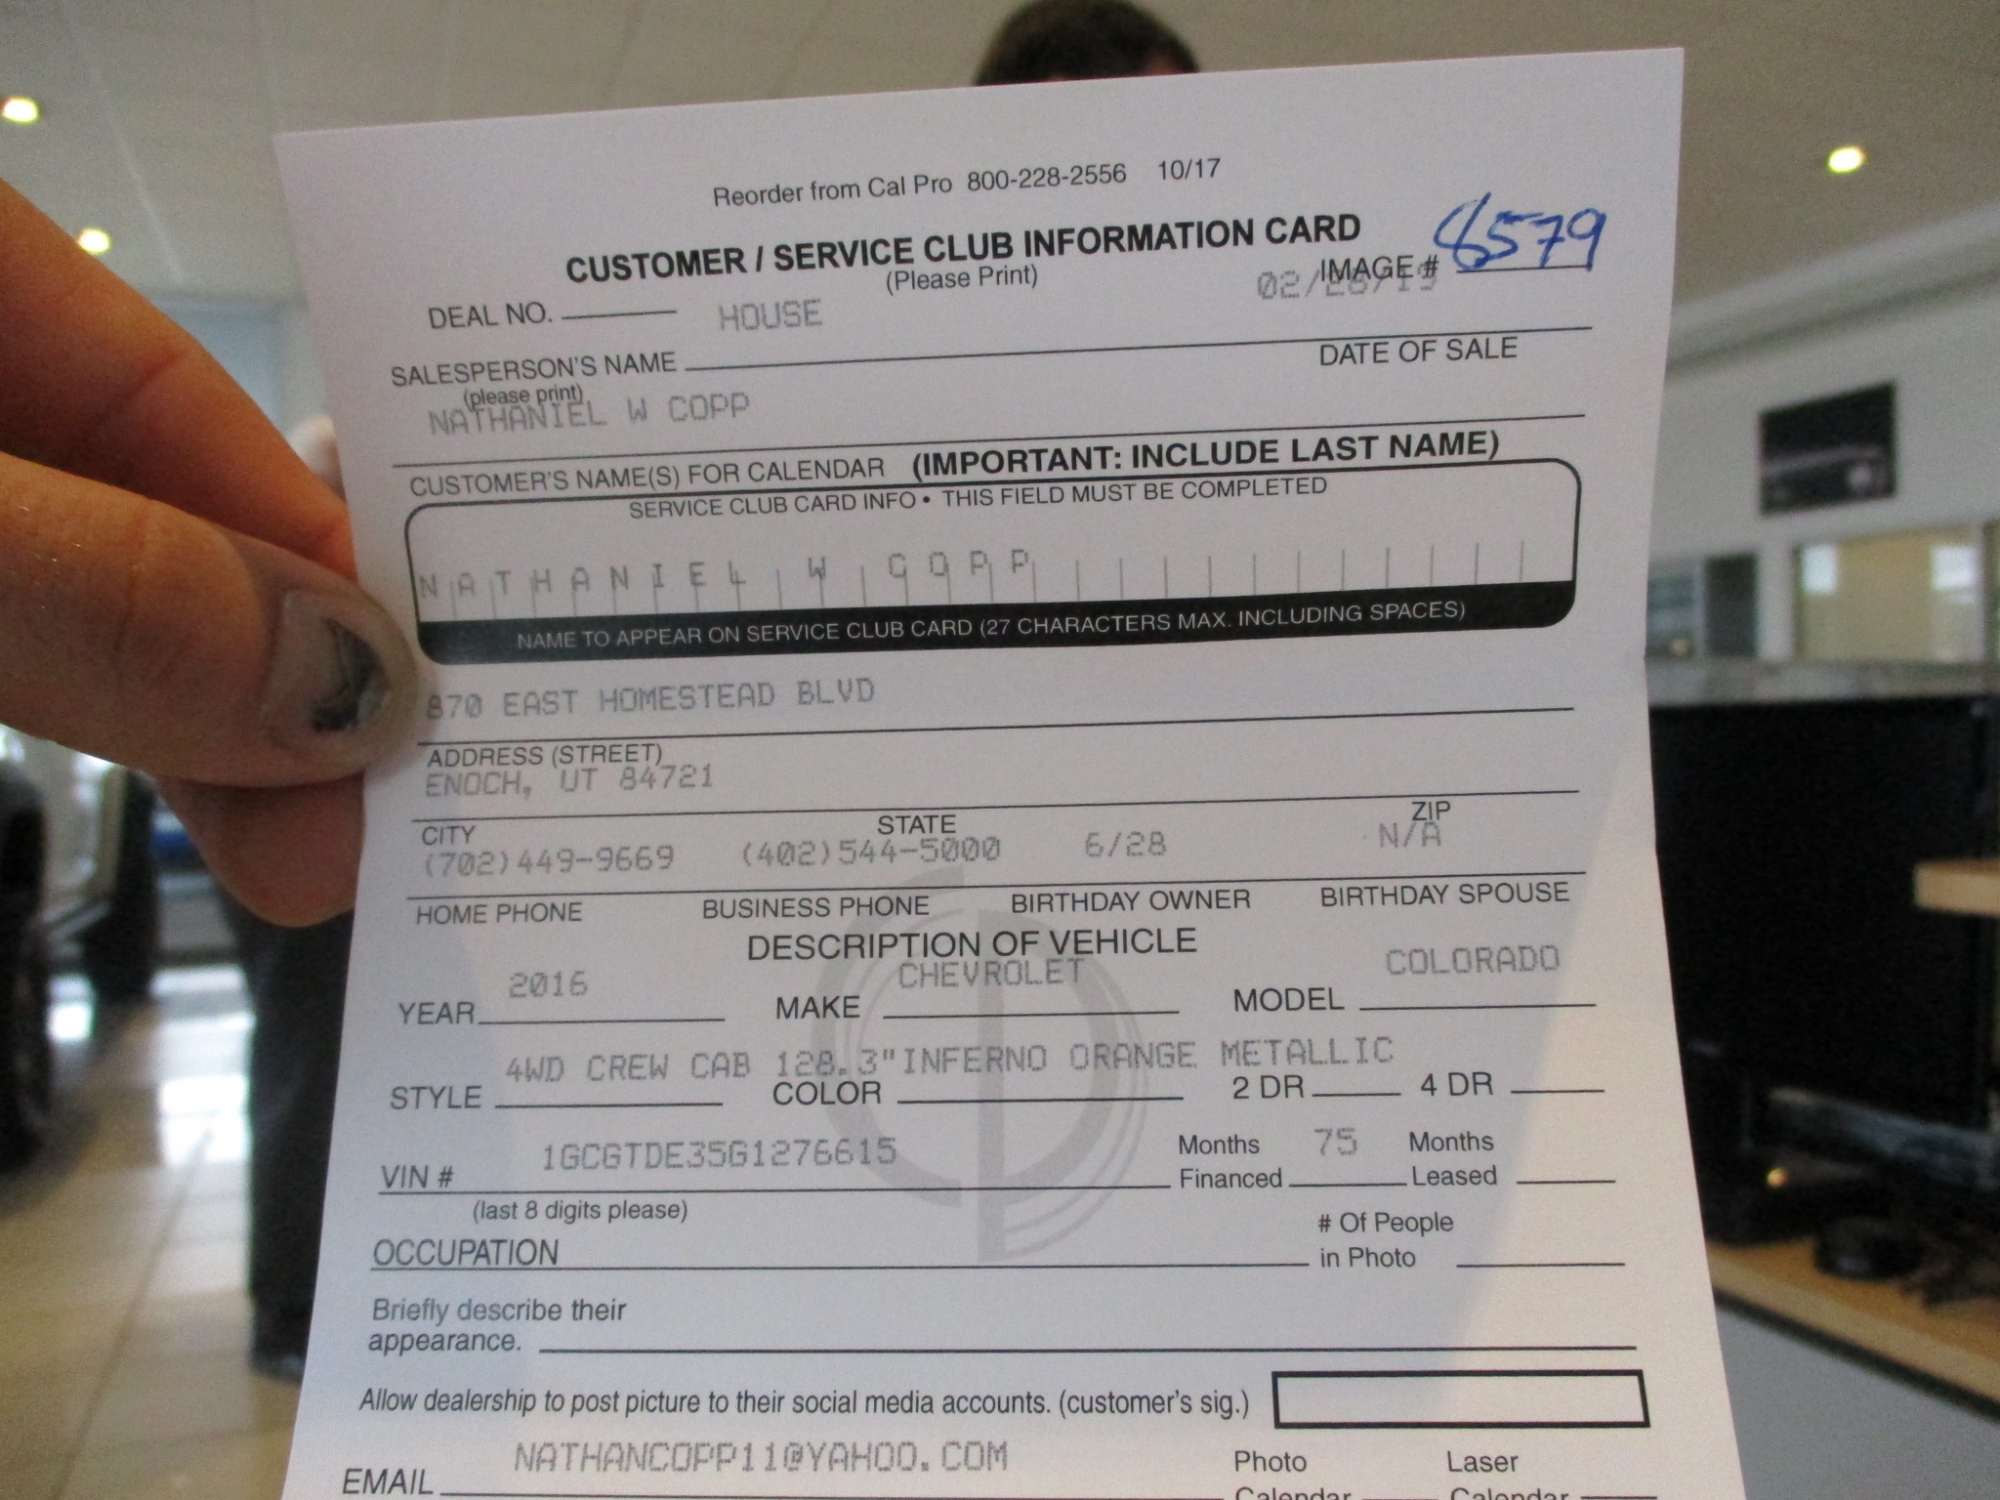 Reorder from Cal Pro 800-228-2556 10/17
CUSTOMER / SERVICE CLUB INFORMATION CARD
(Please Print)
IMAGE # 8579
02/28/19
DEAL NO. HOUSE
SALESPERSON'S NAME
DATE OF SALE
(please print)
NATHANIEL W COPP
CUSTOMER'S NAME(S) FOR CALENDAR (IMPORTANT: INCLUDE LAST NAME)
SERVICE CLUB CARD INFO • THIS FIELD MUST BE COMPLETED
NATHANIEL W COPP
NAME TO APPEAR ON SERVICE CLUB CARD (27 CHARACTERS MAX. INCLUDING SPACES)
870 EAST HOMESTEAD BLVD
ADDRESS (STREET)
ENOCH, UT 84721
CITY STATE ZIP
(702)449-9669 (402)544-5000 6/28 N/A
HOME PHONE BUSINESS PHONE BIRTHDAY OWNER BIRTHDAY SPOUSE
DESCRIPTION OF VEHICLE
YEAR 2016 MAKE CHEVROLET MODEL COLORADO
4WD CREW CAB 128.3"INFERNO ORANGE METALLIC
STYLE COLOR 2 DR 4 DR
VIN # 1GCGTDE35G1276615 Months Financed 75 Months Leased
(last 8 digits please)
OCCUPATION # Of People in Photo
Briefly describe their
appearance.
Allow dealership to post picture to their social media accounts. (customer's sig.)
EMAIL NATHANCOPP11@YAHOO.COM Photo Calendar Laser Calendar